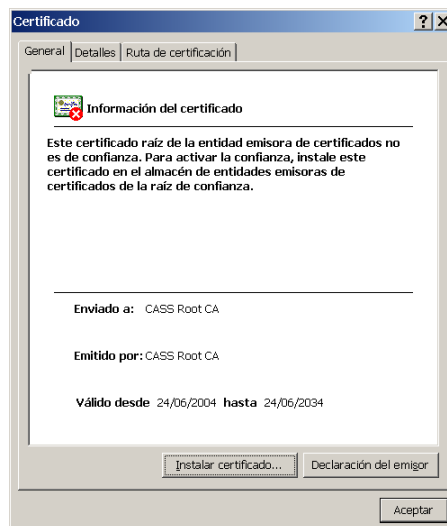 Certificado
General Detalles Ruta de certificación
Información del certificado
Este certificado raíz de la entidad emisora de certificados no
es de confianza. Para activar la confianza, instale este
certificado en el almacén de entidades emisoras de
certificados de la raíz de confianza.
Enviado a: CASS Root CA
Emitido por: CASS Root CA
Válido desde 24/06/2004 hasta 24/06/2034
Instalar certificado... Declaración del emisor
Aceptar